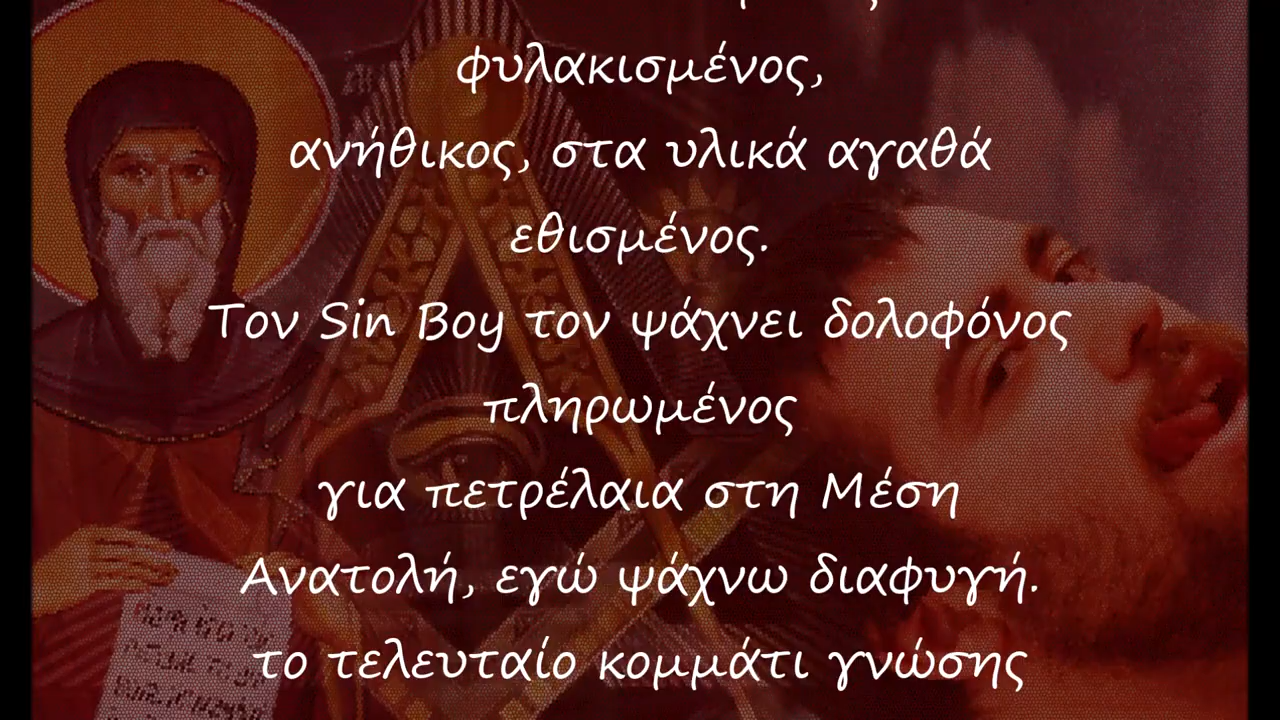 φυλακισμένος,
ανήθικος, στα υλικά αγαθά
εθισμένος.
Τον Sin Boy τον ψάχνει δολοφόνος
πληρωμένος
για πετρέλαια στη Μέση
Ανατολή, εγώ ψάχνω διαφυγή.
το τελευταίο κομμάτι γνώσης